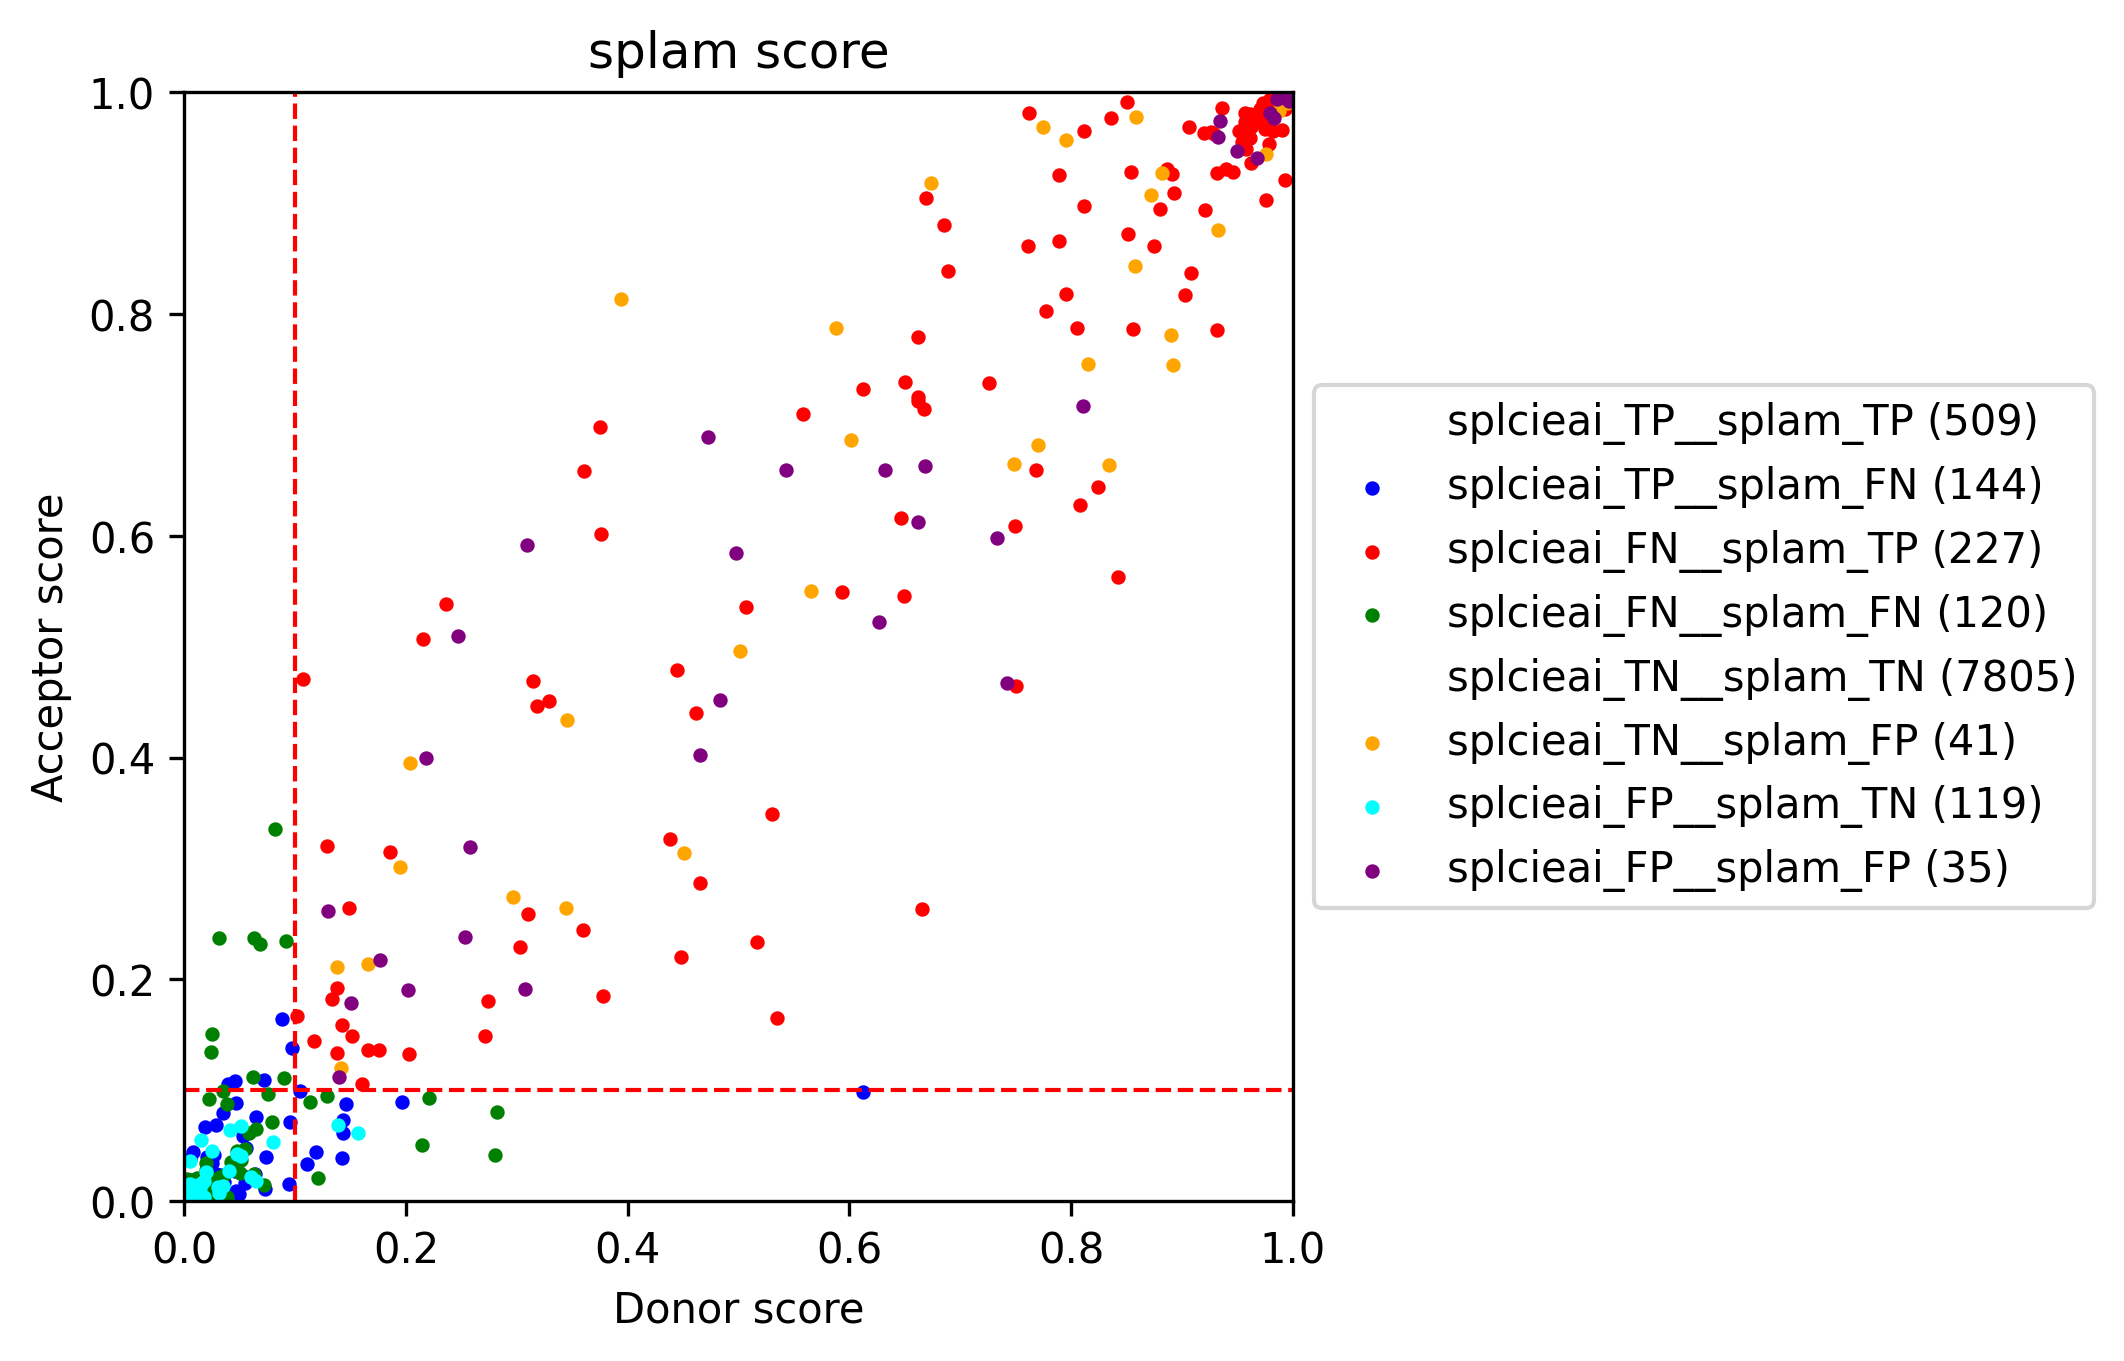 splam score
1.0
0.8
0.6
0.4
0.2
0.0
Acceptor score
0.0 0.2 0.4 0.6 0.8 1.0
Donor score
splcieai_TP__splam_TP (509)
splcieai_TP__splam_FN (144)
splcieai_FN__splam_TP (227)
splcieai_FN__splam_FN (120)
splcieai_TN__splam_TN (7805)
splcieai_TN__splam_FP (41)
splcieai_FP__splam_TN (119)
splcieai_FP__splam_FP (35)